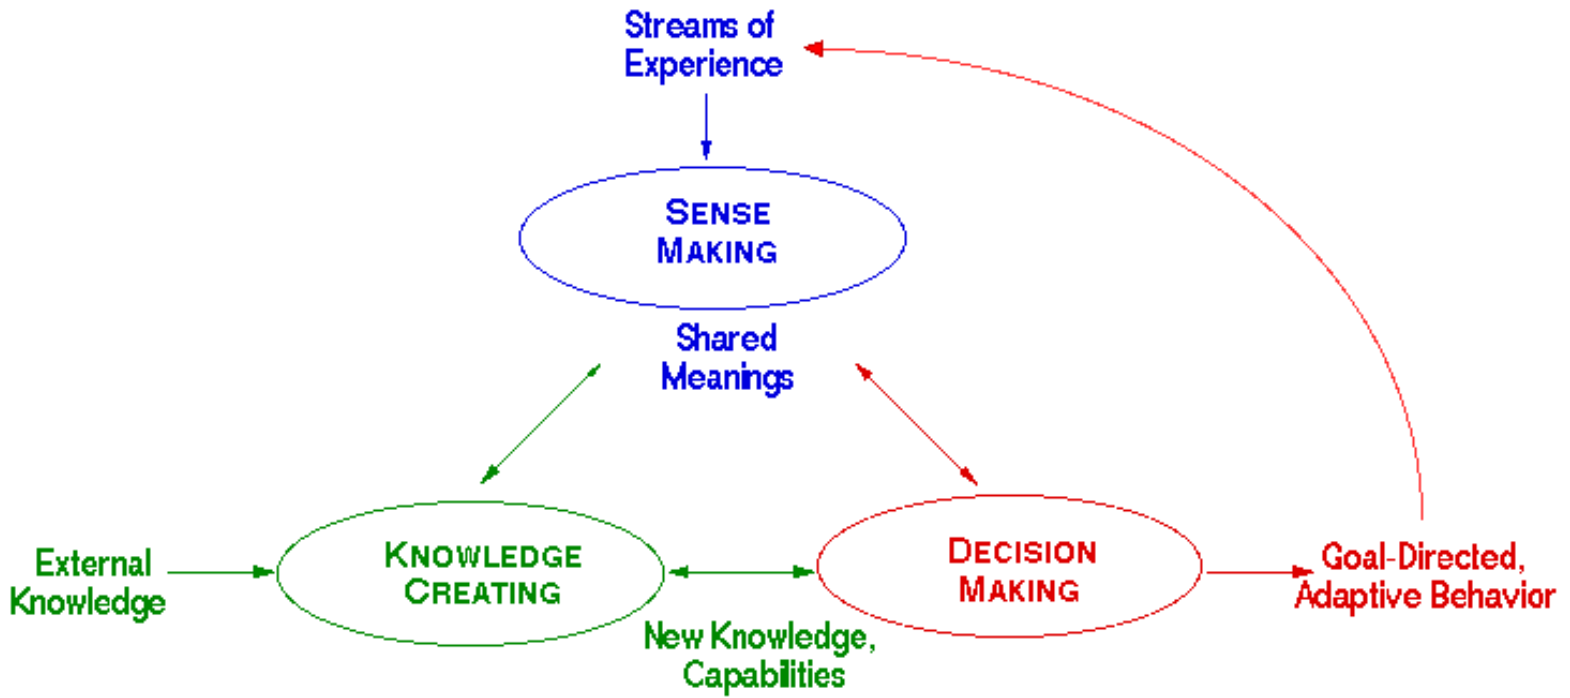 Streams of
Experience
SENSE
MAKING
Shared
Meanings
External
Knowledge
KNOWLEDGE
CREATING
New Knowledge,
Capabilities
DECISION
MAKING
Goal-Directed,
Adaptive Behavior